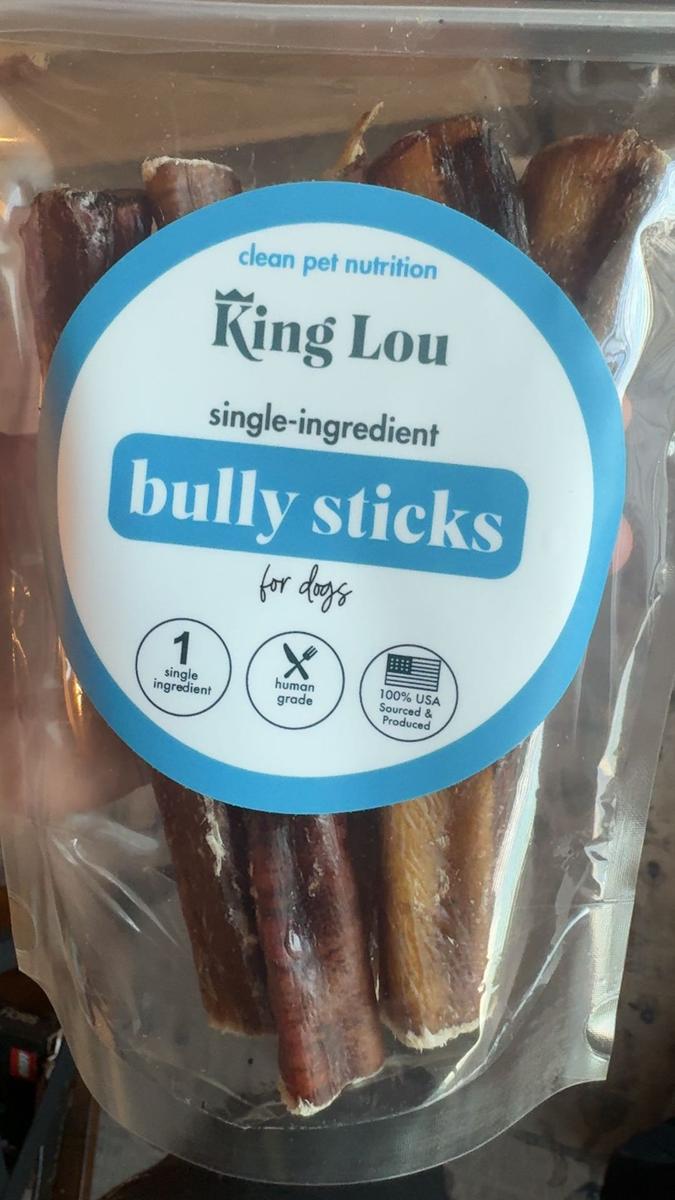 clean pet nutrition
King Lou
single-ingredient
bully sticks
for dogs
1
single
ingredient
human
grade
100% USA
Sourced &
Produced